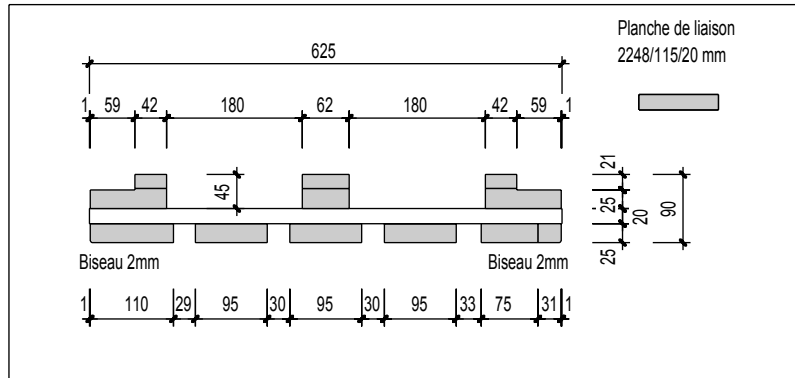 Planche de liaison
2248/115/20 mm
625
1 59 42 180 62 180 42 59 1
45
21
25
20
90
25
Biseau 2mm Biseau 2mm
1 110 29 95 30 95 30 95 33 75 31 1